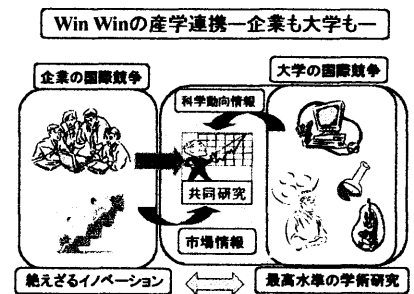 Win Winの産学連携ー企業も大学もー
企業の国際競争
大学の国際競争
科学動向情報
共同研究
市場情報
絶えざるイノベーション
最高水準の学術研究